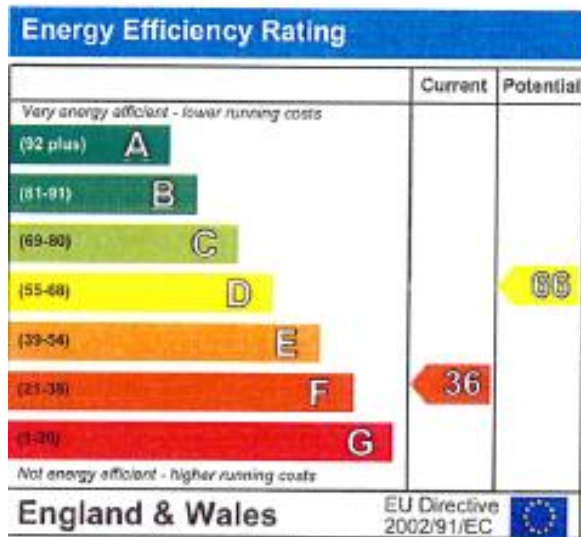 Energy Efficiency Rating
Current Potential
Very energy efficient - lower running costs
(92 plus) A
(81-91) B
(69-80) C
(55-68) D
66
(39-54) E
(21-38) F
36
(1-20) G
Not energy efficient - higher running costs
England & Wales
EU Directive
2002/91/EC